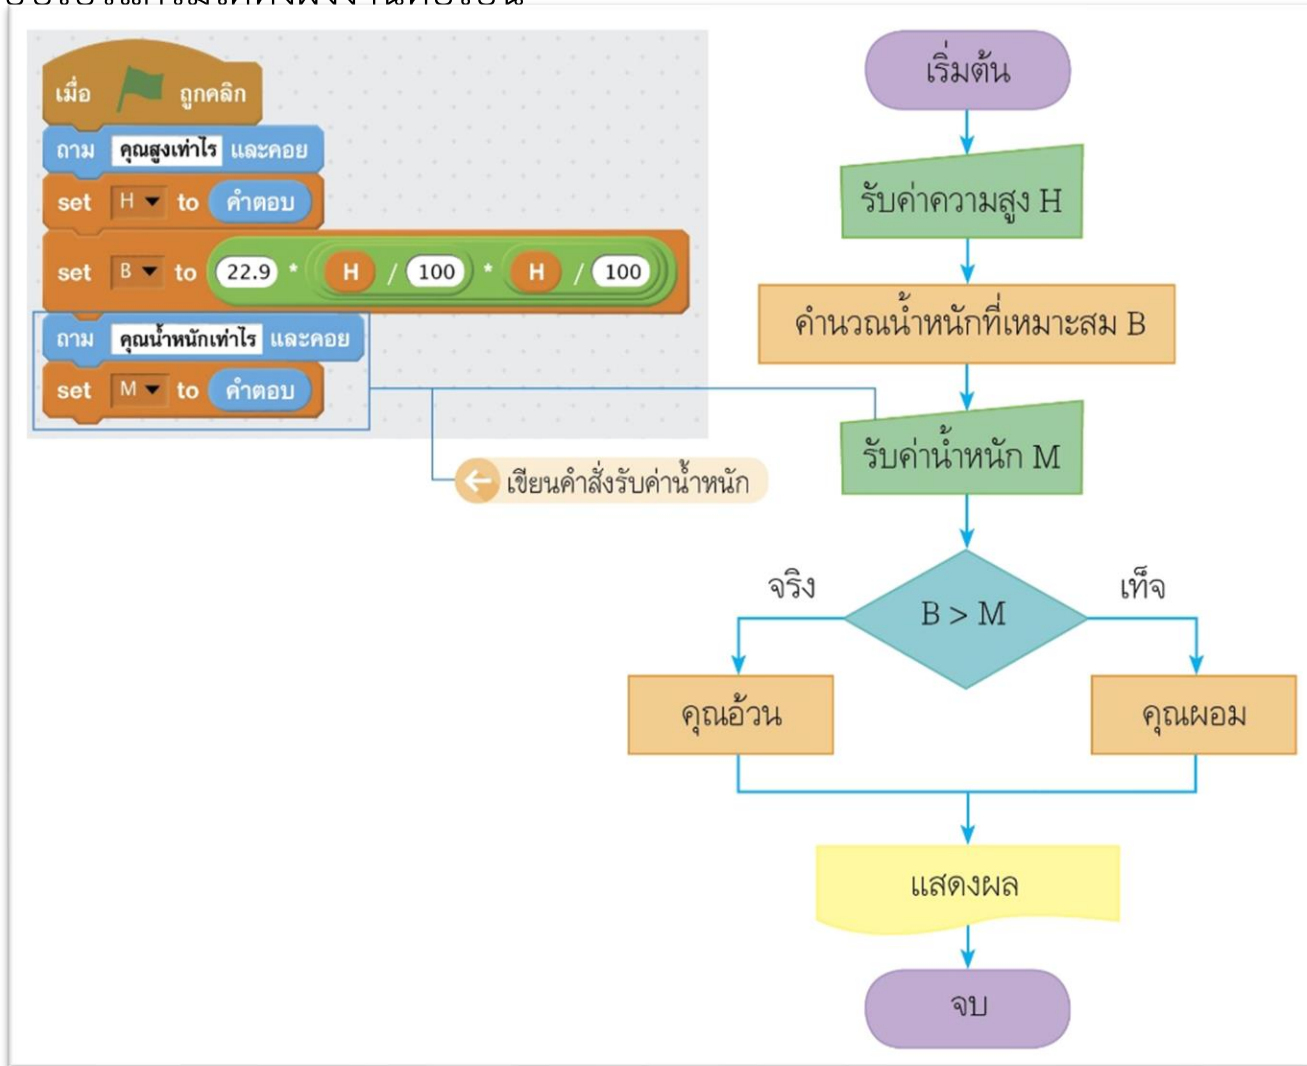 เมื่อ ถูกคลิก
ถาม คุณสูงเท่าไร และคอย
set H to คำตอบ
set B to 22.9 * H / 100 * H / 100
ถาม คุณน้ำหนักเท่าไร และคอย
set M to คำตอบ
เขียนคำสั่งรับค่าน้ำหนัก
เริ่มต้น
รับค่าความสูง H
คำนวณน้ำหนักที่เหมาะสม B
รับค่าน้ำหนัก M
จริง
B > M
เท็จ
คุณอ้วน
คุณผอม
แสดงผล
จบ